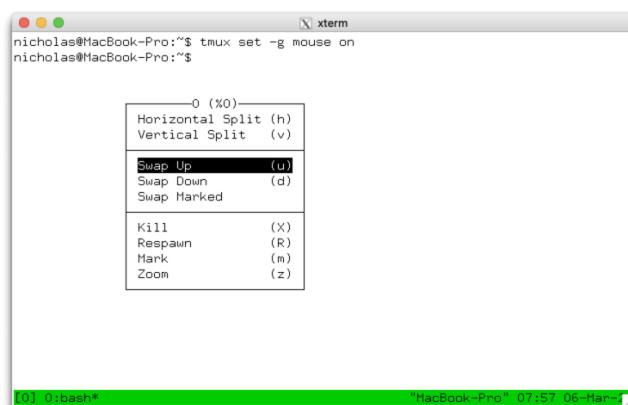 xterm
nicholas@MacBook-Pro:~$ tmux set -g mouse on
nicholas@MacBook-Pro:~$
0 (%0)
Horizontal Split (h)
Vertical Split (v)
Swap Up (u)
Swap Down (d)
Swap Marked
Kill (X)
Respawn (R)
Mark (m)
Zoom (z)
[0] 0:bash* "MacBook-Pro" 07:57 06-Mar-